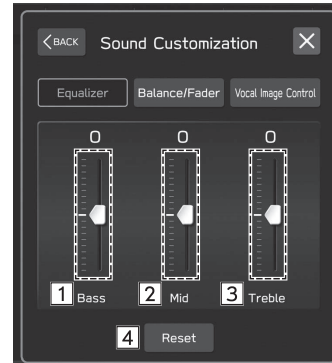 BACK Sound Customization
Equalizer Balance/Fader Vocal Image Control
0 0 0
1 Bass 2 Mid 3 Treble
4 Reset